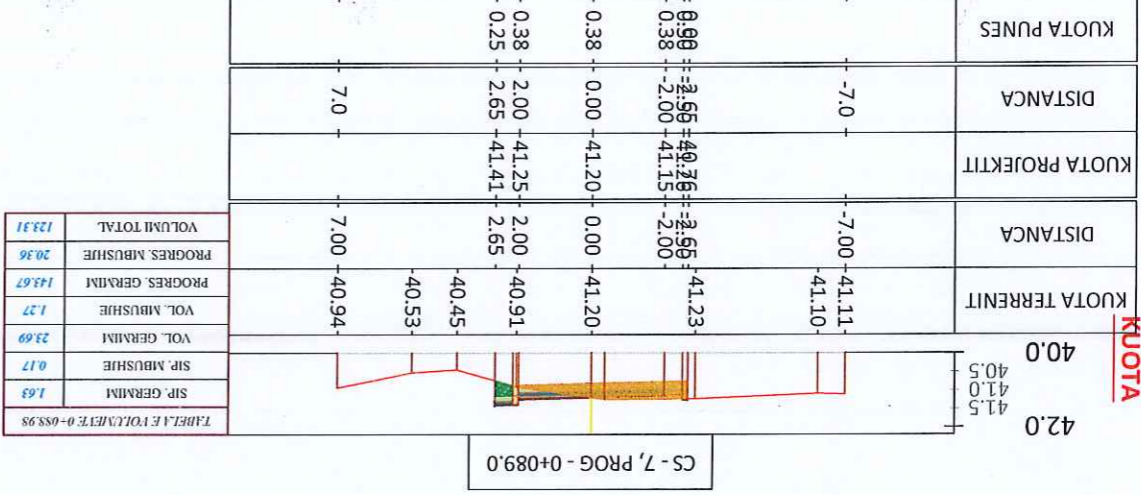 CS - 7, PROG - 0+089.0
KUOTA
42.0
41.5
41.0
40.5
40.0
KUOTA TERRENIT
-41.11
-41.10
-41.23
-41.20
-40.91
-40.45
-40.53
-40.94
DISTANCA
-7.00
-2.00
0.00
2.00
2.65
7.00
KUOTA PROJEKTIT
41.15
41.20
41.25
41.41
DISTANCA
-7.0
-2.00
0.00
2.00
2.65
7.0
KUOTA PUNES
0.38
0.38
0.38
0.25
TABELA E VOLUMEVE 0+088.98
SIP. GERMIM 1.63
SIP. MBUSHJE 0.17
VOL. GERMIM 23.69
VOL. MBUSHJE 1.27
PROGRES. GERMIM 143.67
PROGRES. MBUSHJE 20.36
VOLUMI TOTAL 123.31